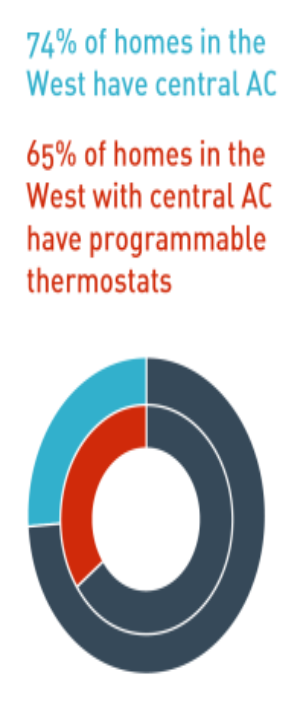 74% of homes in the
West have central AC
65% of homes in the
West with central AC
have programmable
thermostats